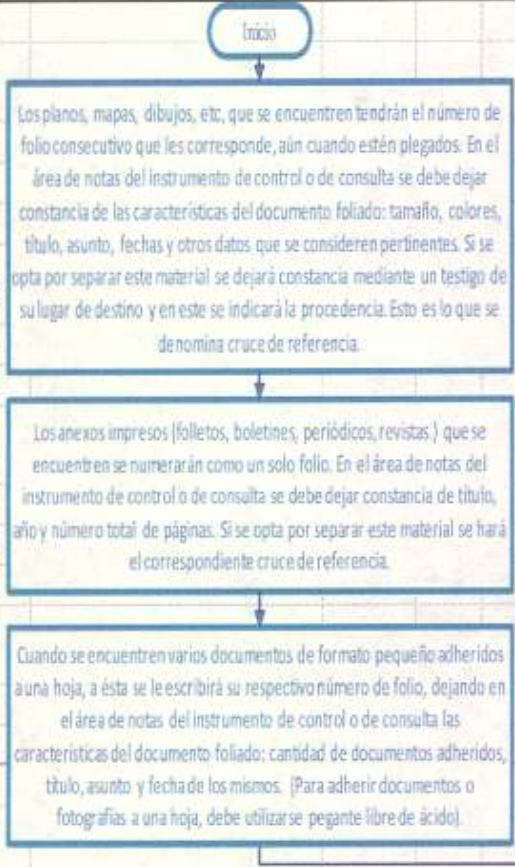 Inicio
Los planos, mapas, dibujos, etc, que se encuentren tendrán el número de
folio consecutivo que les corresponde, aún cuando estén plegados. En el
área de notas del instrumento de control o de consulta se debe dejar
constancia de las características del documento foliado: tamaño, colores,
título, asunto, fechas y otros datos que se consideren pertinentes. Si se
opta por separar este material se dejará constancia mediante un testigo de
su lugar de destino y en este se indicará la procedencia. Esto es lo que se
denomina cruce de referencia.
Los anexos impresos (folletos, boletines, periódicos, revistas.) que se
encuentren se numerarán como un solo folio. En el área de notas del
instrumento de control o de consulta se debe dejar constancia de título,
año y número total de páginas. Si se opta por separar este material se hará
el correspondiente cruce de referencia.
Cuando se encuentren varios documentos de formato pequeño adheridos
a una hoja, a ésta se le escribirá su respectivo número de folio, dejando en
el área de notas del instrumento de control o de consulta las
características del documento foliado: cantidad de documentos adheridos,
título, asunto y fecha de los mismos. (Para adherir documentos o
fotografías a una hoja, debe utilizarse pegante libre de ácido).